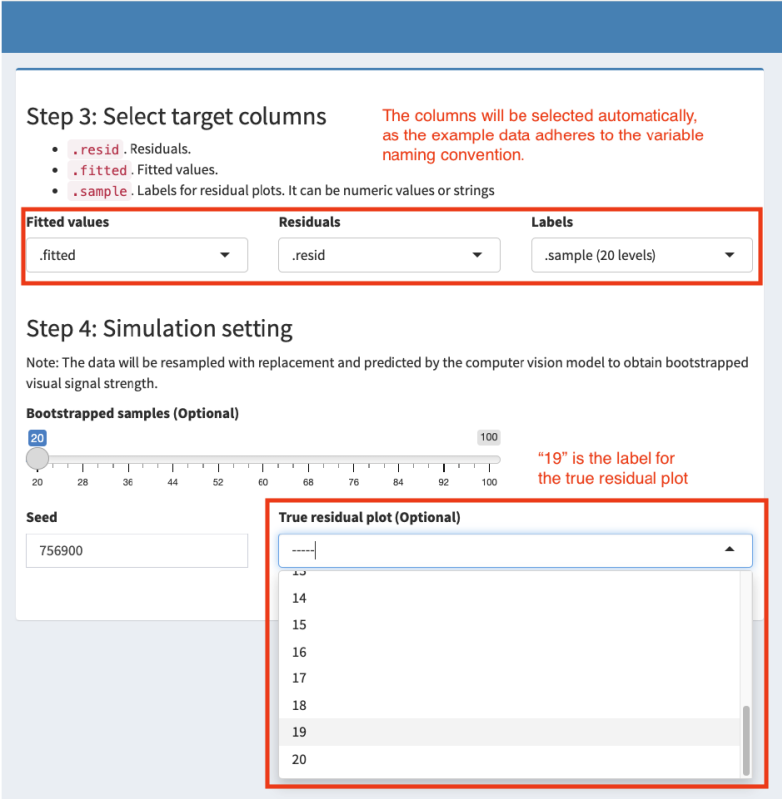 Step 3: Select target columns
The columns will be selected automatically,
as the example data adheres to the variable
naming convention.
• .resid . Residuals.
• .fitted . Fitted values.
• .sample . Labels for residual plots. It can be numeric values or strings
Fitted values Residuals Labels
.fitted .resid .sample (20 levels)
Step 4: Simulation setting
Note: The data will be resampled with replacement and predicted by the computer vision model to obtain bootstrapped
visual signal strength.
Bootstrapped samples (Optional)
20 100
20 28 36 44 52 60 68 76 84 92 100
“19” is the label for
the true residual plot
Seed True residual plot (Optional)
756900 -----
14
15
16
17
18
19
20